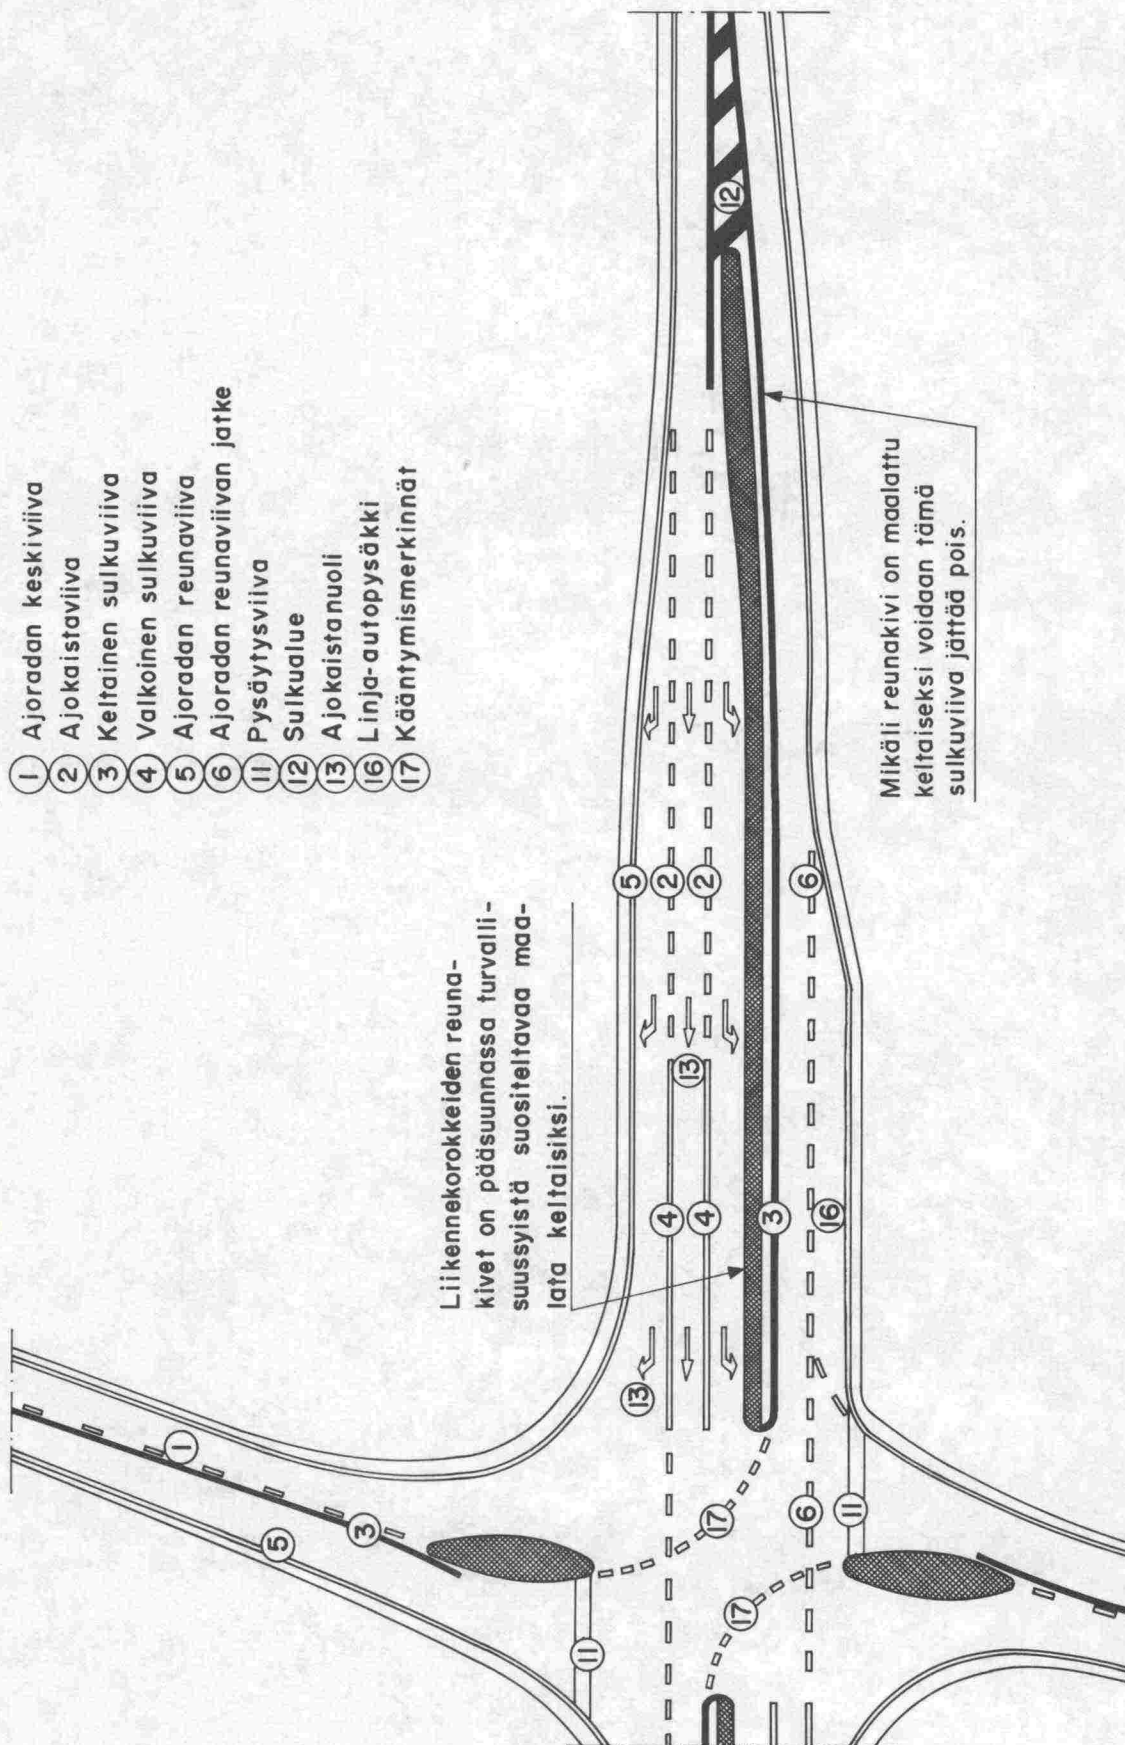 ① Ajoradan keskiviiva
② Ajokaistaviiva
③ Keltainen sulkuviiva
④ Valkoinen sulkuviiva
⑤ Ajoradan reunaviiva
⑥ Ajoradan reunaviivan jatke
⑪ Pysäytysviiva
⑫ Sulkualue
⑬ Ajokaistanuoli
⑯ Linja-autopysäkki
⑰ Kääntymismerkinnät
Liikennekorokkeiden reuna-
kivet on pääsuunnassa turvalli-
suussyistä suositeltavaa maa-
lata keltaisiksi.
Mikäli reunakivi on maalattu
keltaiseksi voidaan tämä
sulkuviiva jättää pois.
①
⑤
③
⑪
⑬
④
④
③
⑯
⑬
⑤
②
②
⑥
⑫
⑰
⑰
⑥
⑪